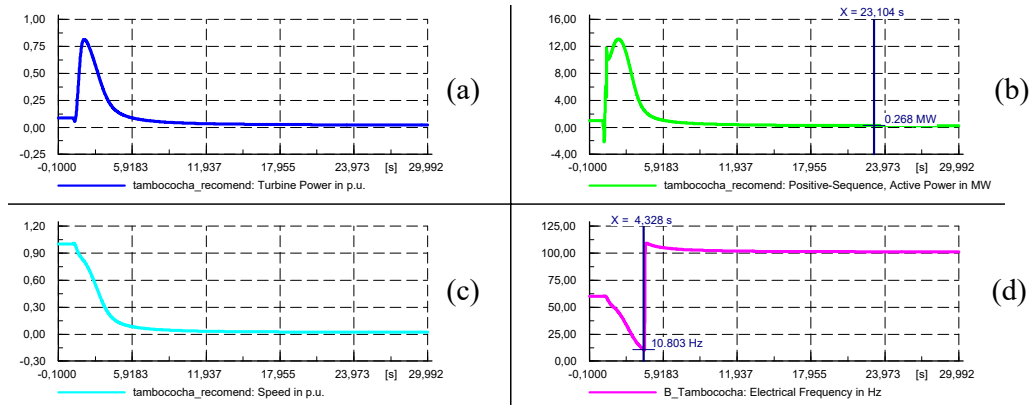 1,00
0,75
0,50
0,25
0,00
-0,25
-0,1000 5,9183 11,937 17,955 23,973 [s] 29,992
tambococha_recomend: Turbine Power in p.u.
(a)
X = 23,104 s
16,00
12,00
8,00
4,00
0,00
-4,00
0.268 MW
-0,1000 5,9183 11,937 17,955 23,973 [s] 29,992
tambococha_recomend: Positive-Sequence, Active Power in MW
(b)
1,20
0,90
0,60
0,30
0,00
-0,30
-0,1000 5,9183 11,937 17,955 23,973 [s] 29,992
tambococha_recomend: Speed in p.u.
(c)
X = 4,328 s
125,00
100,00
75,00
50,00
25,00
0,00
10.803 Hz
-0,1000 5,9183 11,937 17,955 23,973 [s] 29,992
B_Tambococha: Electrical Frequency in Hz
(d)